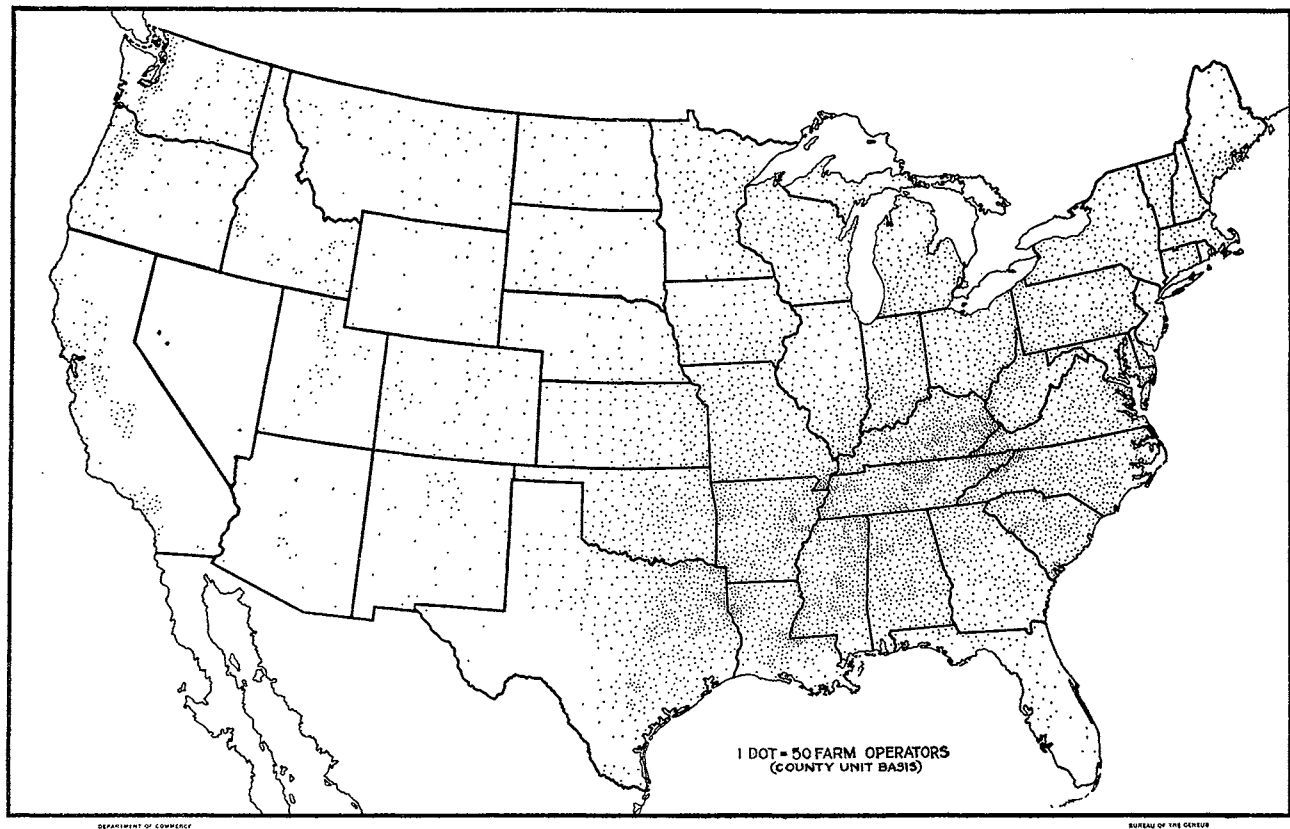 1 DOT = 50 FARM OPERATORS
(COUNTY UNIT BASIS)
DEPARTMENT OF COMMERCE
BUREAU OF THE CENSUS